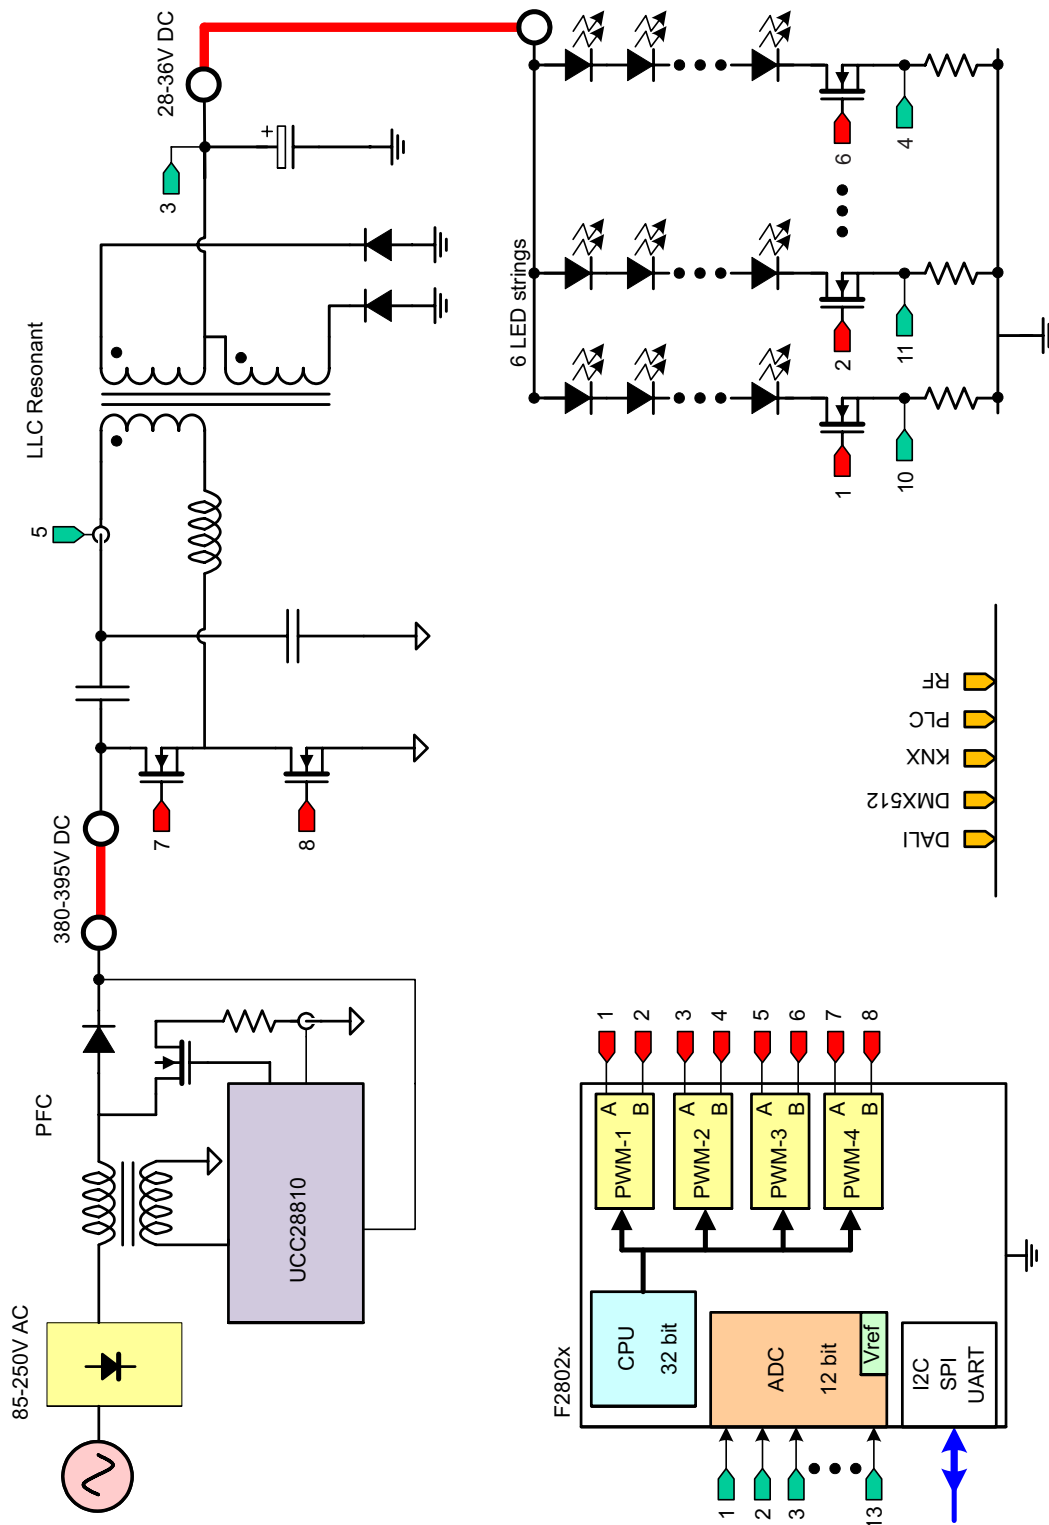 85-250V AC
PFC
UCC28810
380-395V DC
7
8
LLC Resonant
5
3
28-36V DC
+
6 LED strings
1
10
2
11
6
4
F2802x
CPU
32 bit
ADC
12 bit
Vref
I2C
SPI
UART
PWM-1
A
B
PWM-2
A
B
PWM-3
A
B
PWM-4
A
B
1
2
3
4
5
6
7
8
1
2
3
13
DALI
DMX512
KNX
PLC
RF